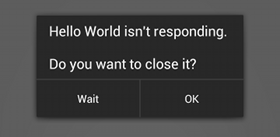 Hello World isn't responding.
Do you want to close it?
Wait
OK